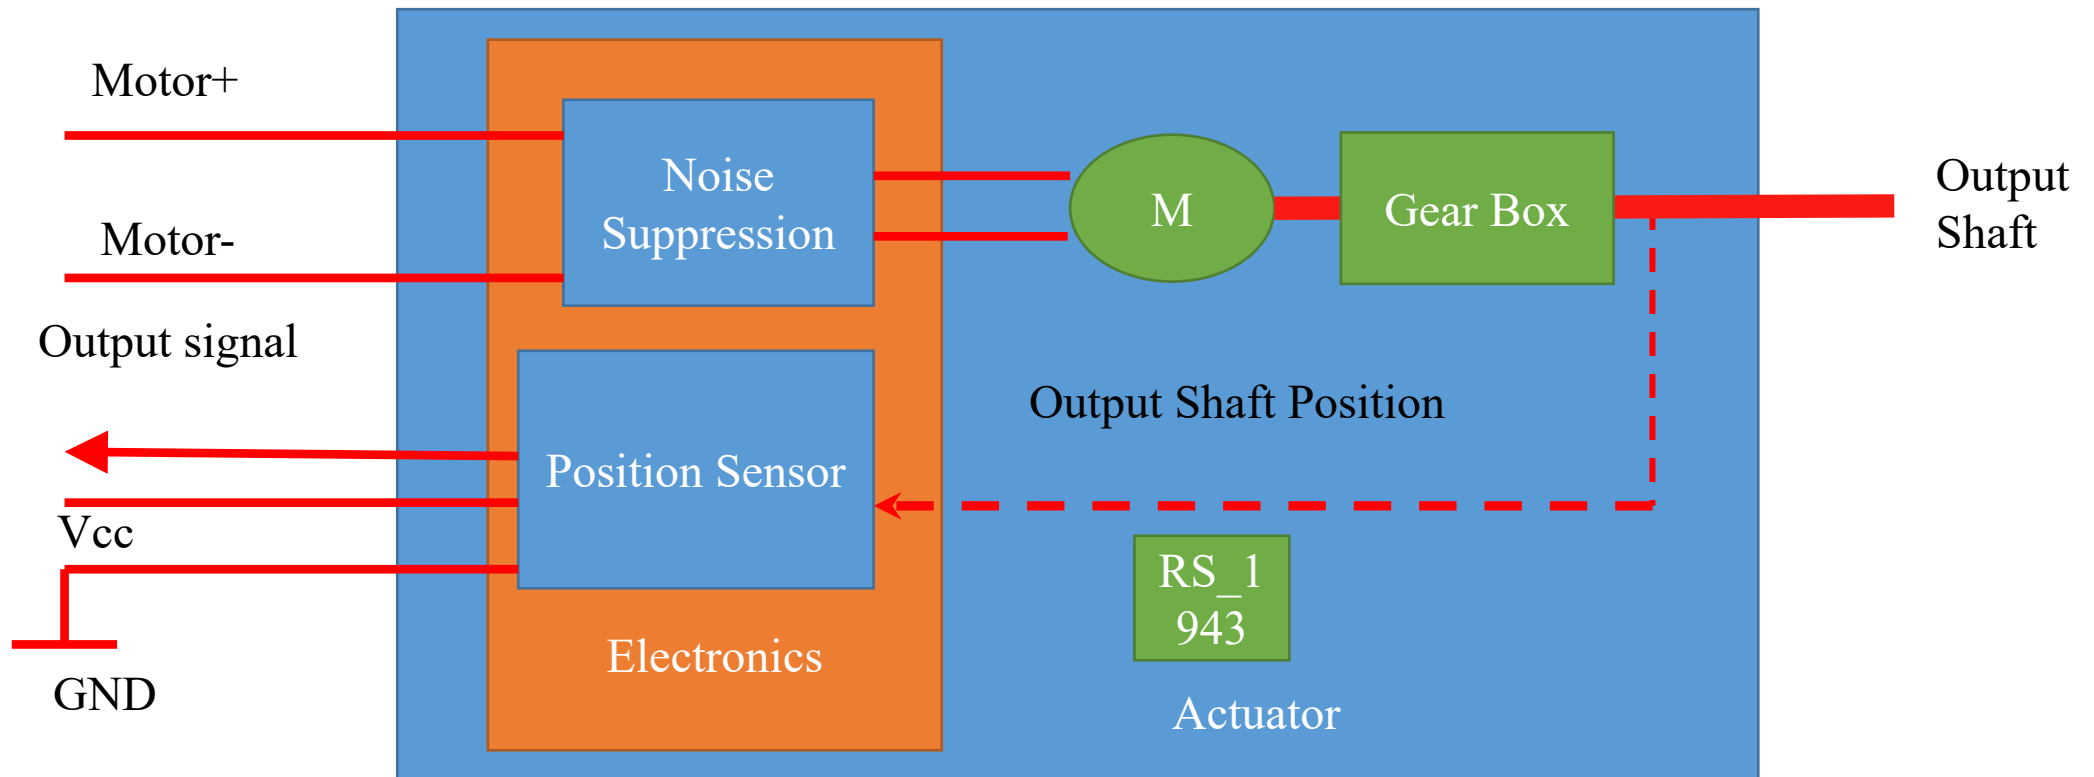 Motor+
Noise
Suppression
M
Gear Box
Output
Shaft
Motor-
Output signal
Output Shaft Position
Position Sensor
Vcc
RS_1
943
Electronics
GND
Actuator